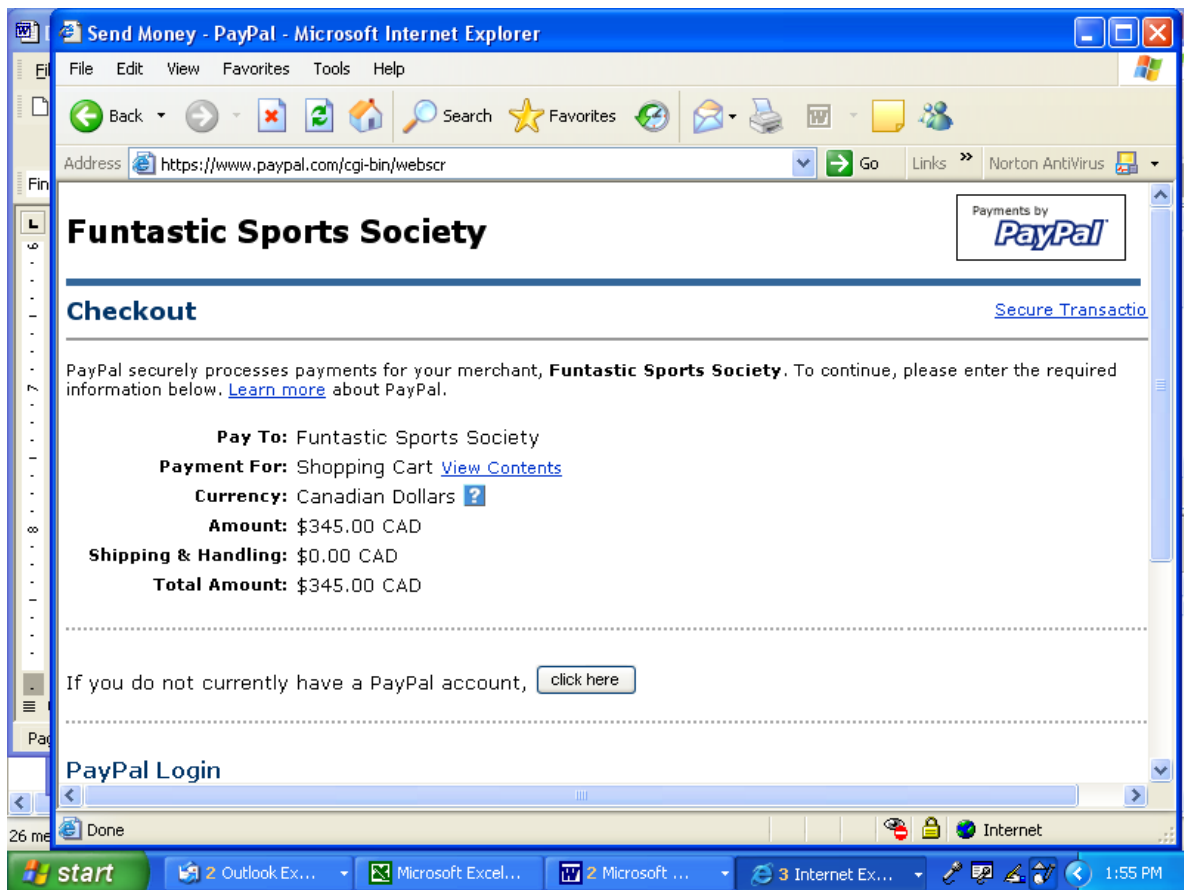 Send Money - PayPal - Microsoft Internet Explorer
File Edit View Favorites Tools Help
Back Search Favorites
Address https://www.paypal.com/cgi-bin/webscr Go Links » Norton AntiVirus
Fin
L
Funtastic Sports Society
Payments by
PayPal
Checkout
Secure Transactio
PayPal securely processes payments for your merchant, Funtastic Sports Society. To continue, please enter the required
information below. Learn more about PayPal.
Pay To: Funtastic Sports Society
Payment For: Shopping Cart View Contents
Currency: Canadian Dollars ?
Amount: $345.00 CAD
Shipping & Handling: $0.00 CAD
Total Amount: $345.00 CAD
If you do not currently have a PayPal account, click here
Pag
PayPal Login
26 me
Done Internet
start 2 Outlook Ex... Microsoft Excel... 2 Microsoft ... 3 Internet Ex... 1:55 PM